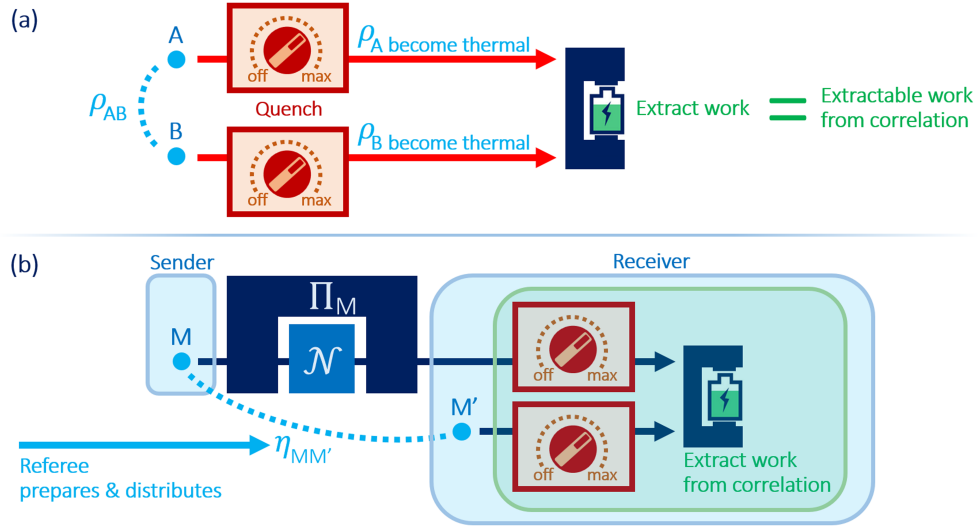 (a)
A
ρ_AB
B
off max
Quench
off max
ρ_A become thermal
ρ_B become thermal
Extract work
Extractable work
from correlation
(b)
Sender
Receiver
M
Π_M
𝒩
M'
η_MM'
Referee
prepares & distributes
off max
off max
Extract work
from correlation